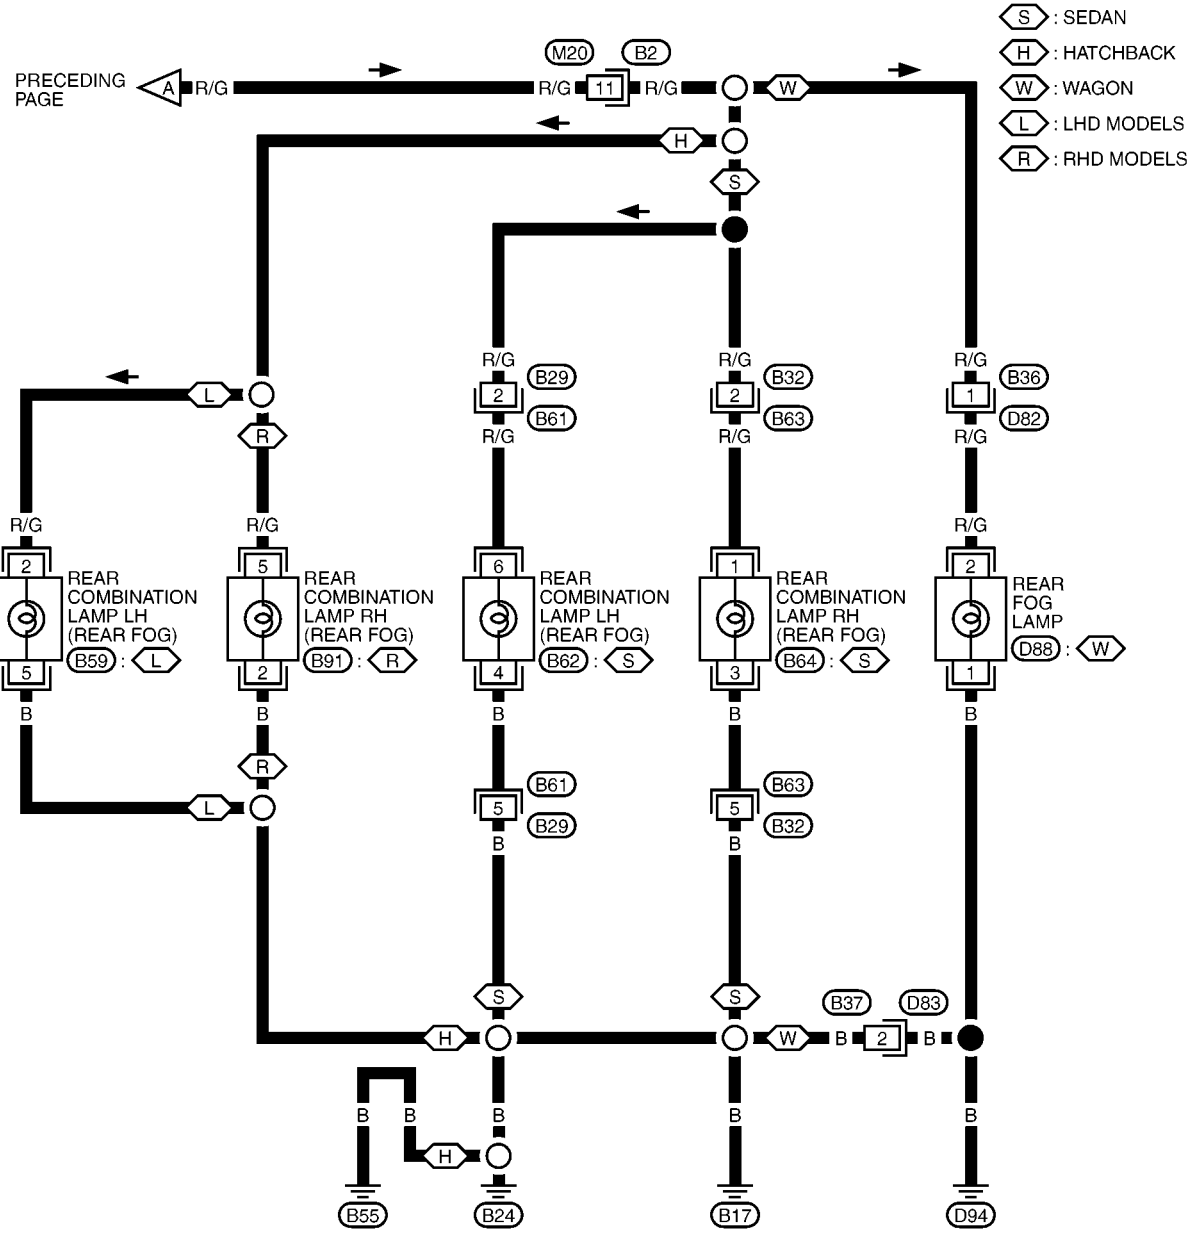 S : SEDAN
H : HATCHBACK
W : WAGON
L : LHD MODELS
R : RHD MODELS
M20 B2
PRECEDING
PAGE
A R/G R/G 11 R/G W
H
S
R/G R/G R/G
B29 B32 B36
2 2 1
B61 B63 D82
R/G R/G R/G
L
R
R/G R/G R/G
2 5 6 1 2
REAR
COMBINATION
LAMP LH
(REAR FOG)
B59 : L
REAR
COMBINATION
LAMP RH
(REAR FOG)
B91 : R
REAR
COMBINATION
LAMP LH
(REAR FOG)
B62 : S
REAR
COMBINATION
LAMP RH
(REAR FOG)
B64 : S
REAR
FOG
LAMP
D88 : W
5 2 4 3 1
B B B B B
R
L
B61 B63
5 5
B29 B32
B B
S S
B37 D83
H W B 2 B
B B B B B
H
B55 B24 B17 D94